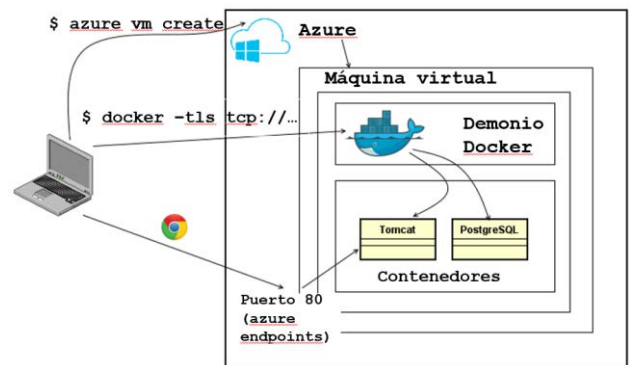 $ azure vm create
Azure
Máquina virtual
$ docker -tls tcp://…
Demonio
Docker
Tomcat
PostgreSQL
Contenedores
Puerto 80
(azure
endpoints)